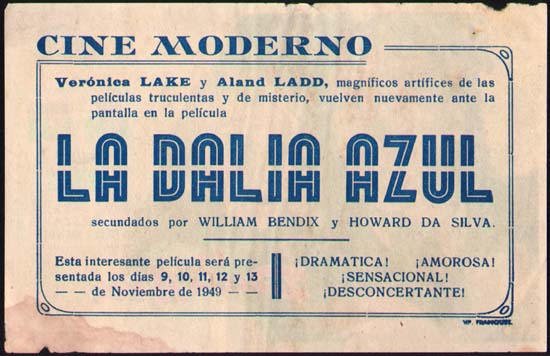 CINE MODERNO
Verónica LAKE y Aland LADD, magníficos artífices de las
películas truculentas y de misterio, vuelven nuevamente ante la
pantalla en la película
LA DALIA AZUL
secundados por WILLIAM BENDIX y HOWARD DA SILVA.
Esta interesante película será pre-
sentada los días 9, 10, 11, 12 y 13
— — de Noviembre de 1949 — —
¡DRAMATICA! ¡AMOROSA!
¡SENSACIONAL!
¡DESCONCERTANTE!
FRANQUET.